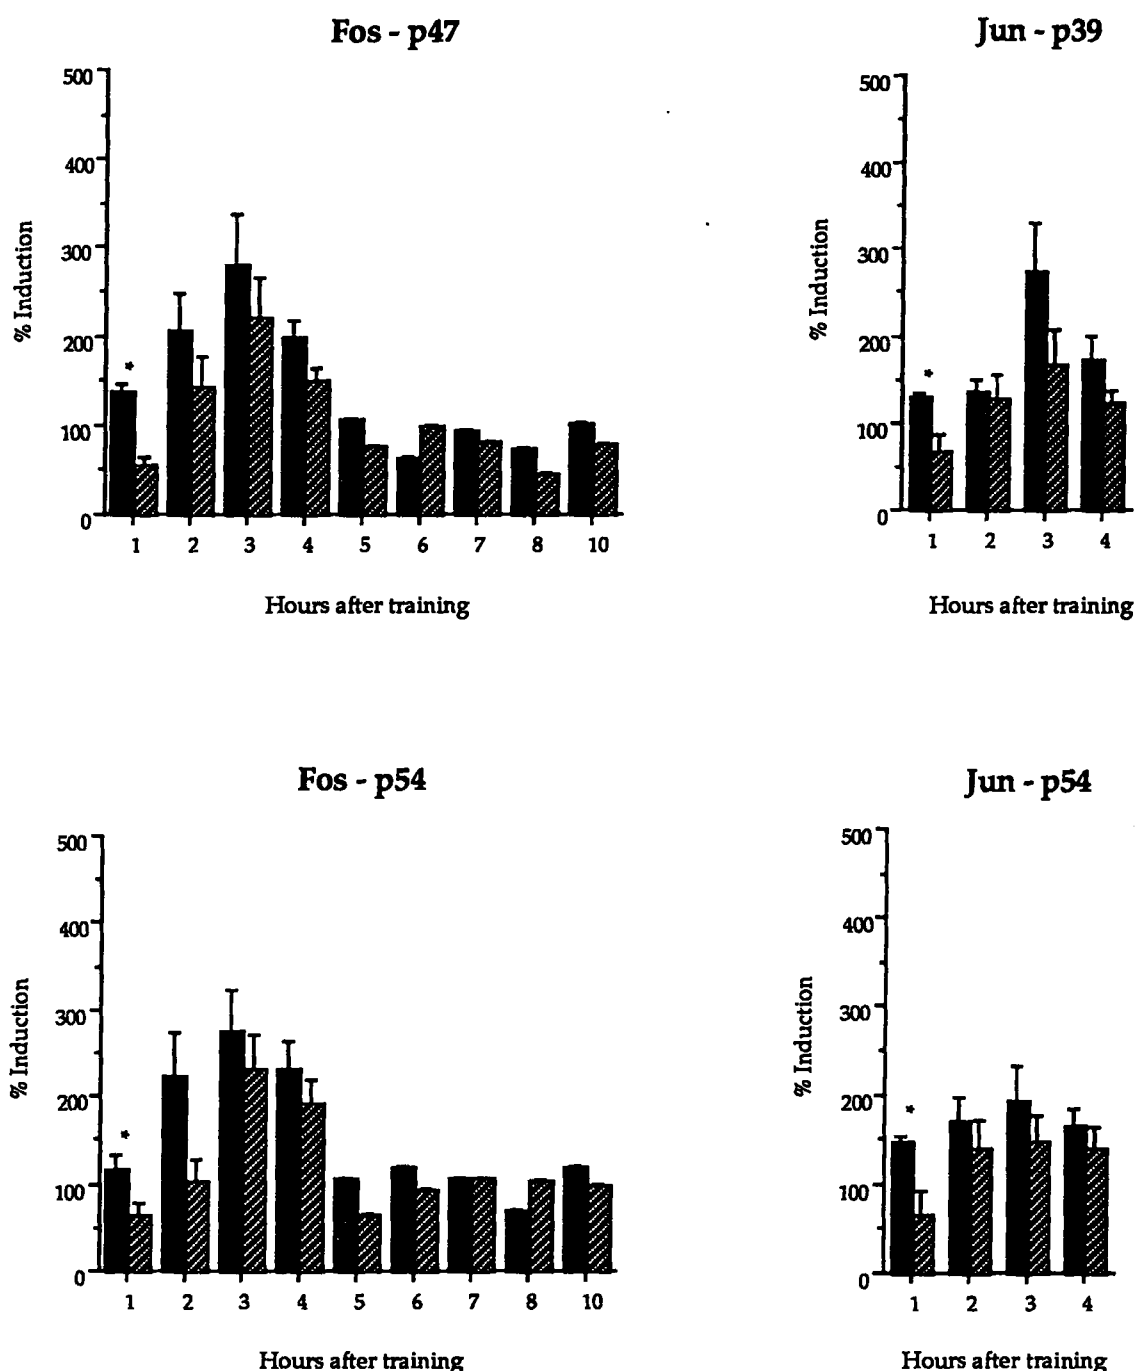 Fos - p47
500
400
300
200
100
0
% Induction
*
1 2 3 4 5 6 7 8 10
Hours after training
Jun - p39
500
400
300
200
100
0
% Induction
*
1 2 3 4
Hours after training
Fos - p54
500
400
300
200
100
0
% Induction
*
1 2 3 4 5 6 7 8 10
Hours after training
Jun - p54
500
400
300
200
100
0
% Induction
*
1 2 3 4
Hours after training